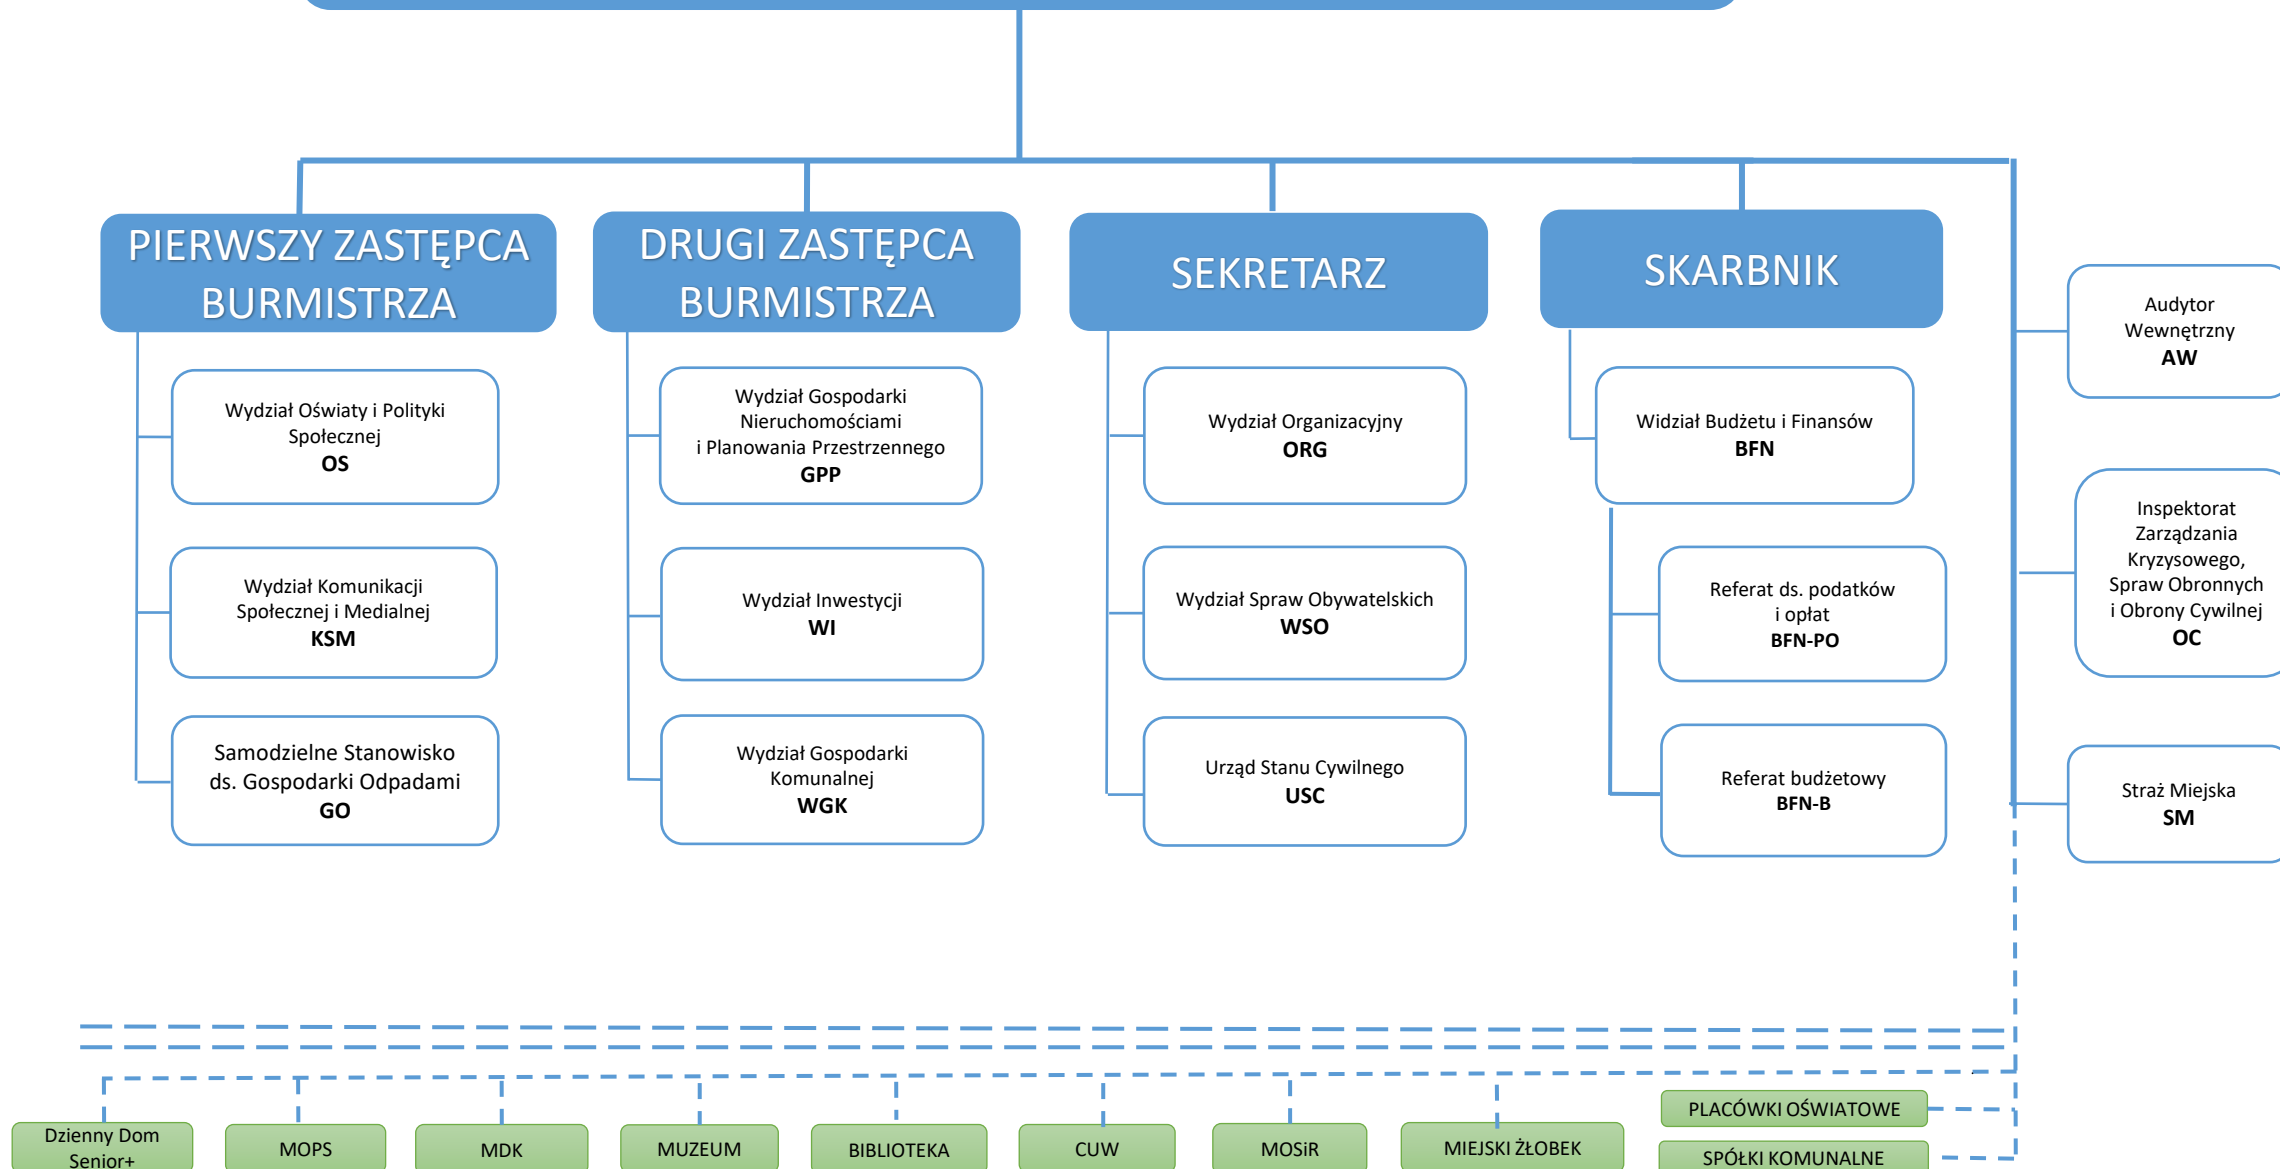 PIERWSZY ZASTĘPCA
BURMISTRZA
DRUGI ZASTĘPCA
BURMISTRZA
SEKRETARZ
SKARBNIK
Wydział Oświaty i Polityki
Społecznej
OS
Wydział Komunikacji
Społecznej i Medialnej
KSM
Samodzielne Stanowisko
ds. Gospodarki Odpadami
GO
Wydział Gospodarki
Nieruchomościami
i Planowania Przestrzennego
GPP
Wydział Inwestycji
WI
Wydział Gospodarki
Komunalnej
WGK
Wydział Organizacyjny
ORG
Wydział Spraw Obywatelskich
WSO
Urząd Stanu Cywilnego
USC
Widział Budżetu i Finansów
BFN
Referat ds. podatków
i opłat
BFN-PO
Referat budżetowy
BFN-B
Audytor
Wewnętrzny
AW
Inspektorat
Zarządzania
Kryzysowego,
Spraw Obronnych
i Obrony Cywilnej
OC
Straż Miejska
SM
Dzienny Dom
Senior+
MOPS
MDK
MUZEUM
BIBLIOTEKA
CUW
MOSiR
MIEJSKI ŻŁOBEK
PLACÓWKI OŚWIATOWE
SPÓŁKI KOMUNALNE